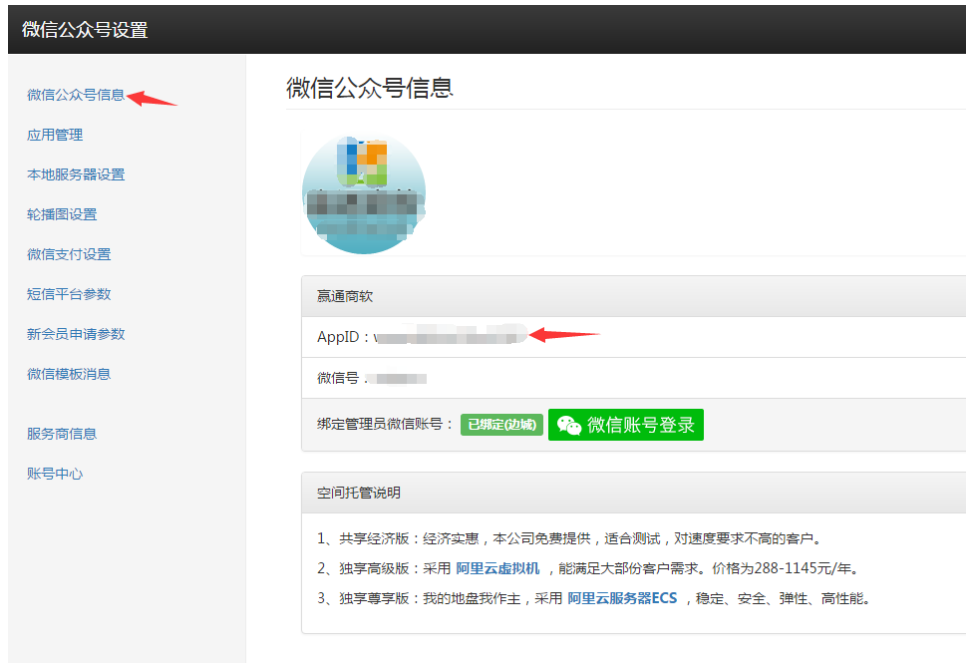 微信公众号设置
微信公众号信息
应用管理
本地服务器设置
轮播图设置
微信支付设置
短信平台参数
新会员申请参数
微信模板消息
服务商信息
账号中心
微信公众号信息
赢通商软
AppID：
微信号
绑定管理员微信账号： 已绑定(边城) 微信账号登录
空间托管说明
1、共享经济版：经济实惠，本公司免费提供，适合测试，对速度要求不高的客户。
2、独享高级版：采用 阿里云虚拟机 ，能满足大部份客户需求。价格为288-1145元/年。
3、独享尊享版：我的地盘我作主，采用 阿里云服务器ECS ，稳定、安全、弹性、高性能。